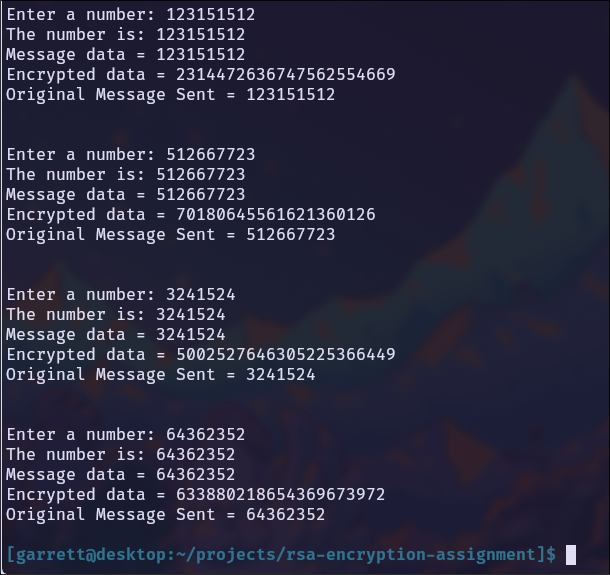 Enter a number: 123151512
The number is: 123151512
Message data = 123151512
Encrypted data = 2314472636747562554669
Original Message Sent = 123151512
Enter a number: 512667723
The number is: 512667723
Message data = 512667723
Encrypted data = 70180645561621360126
Original Message Sent = 512667723
Enter a number: 3241524
The number is: 3241524
Message data = 3241524
Encrypted data = 5002527646305225366449
Original Message Sent = 3241524
Enter a number: 64362352
The number is: 64362352
Message data = 64362352
Encrypted data = 633880218654369673972
Original Message Sent = 64362352
[garrett@desktop:~/projects/rsa-encryption-assignment]$